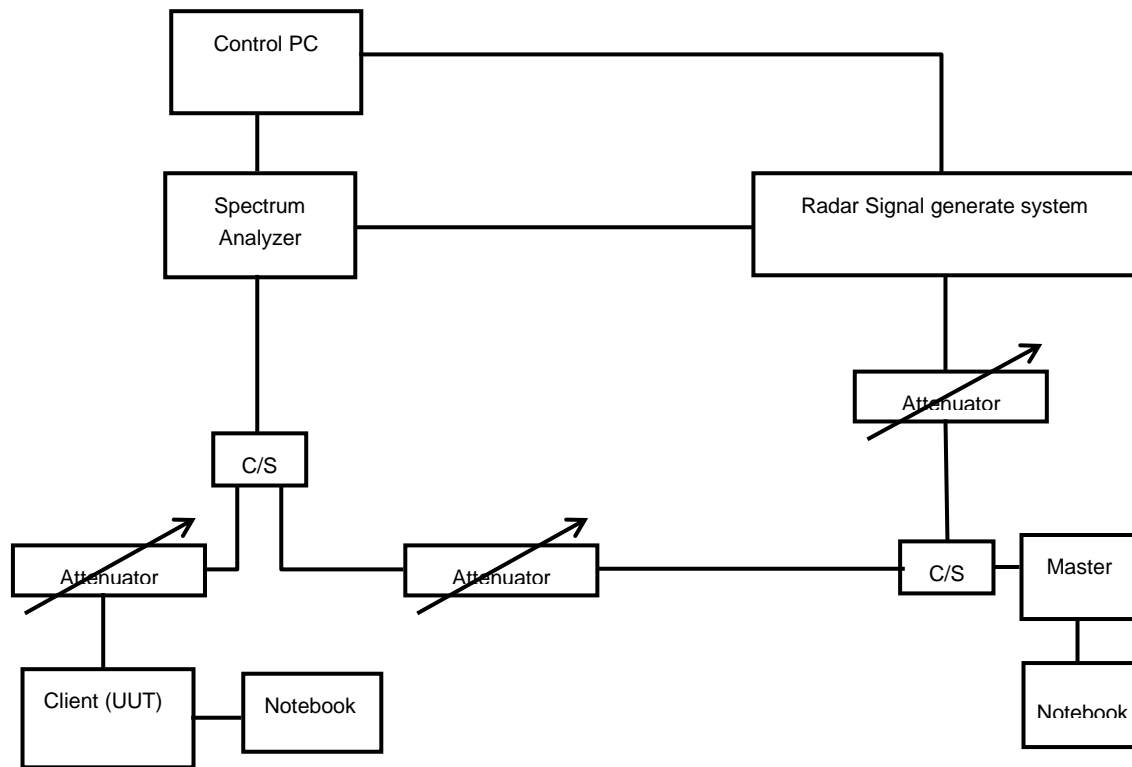 Control PC
Spectrum
Analyzer
Radar Signal generate system
Attenuator
C/S
Attenuator
Attenuator
C/S
Master
Client (UUT)
Notebook
Notebook